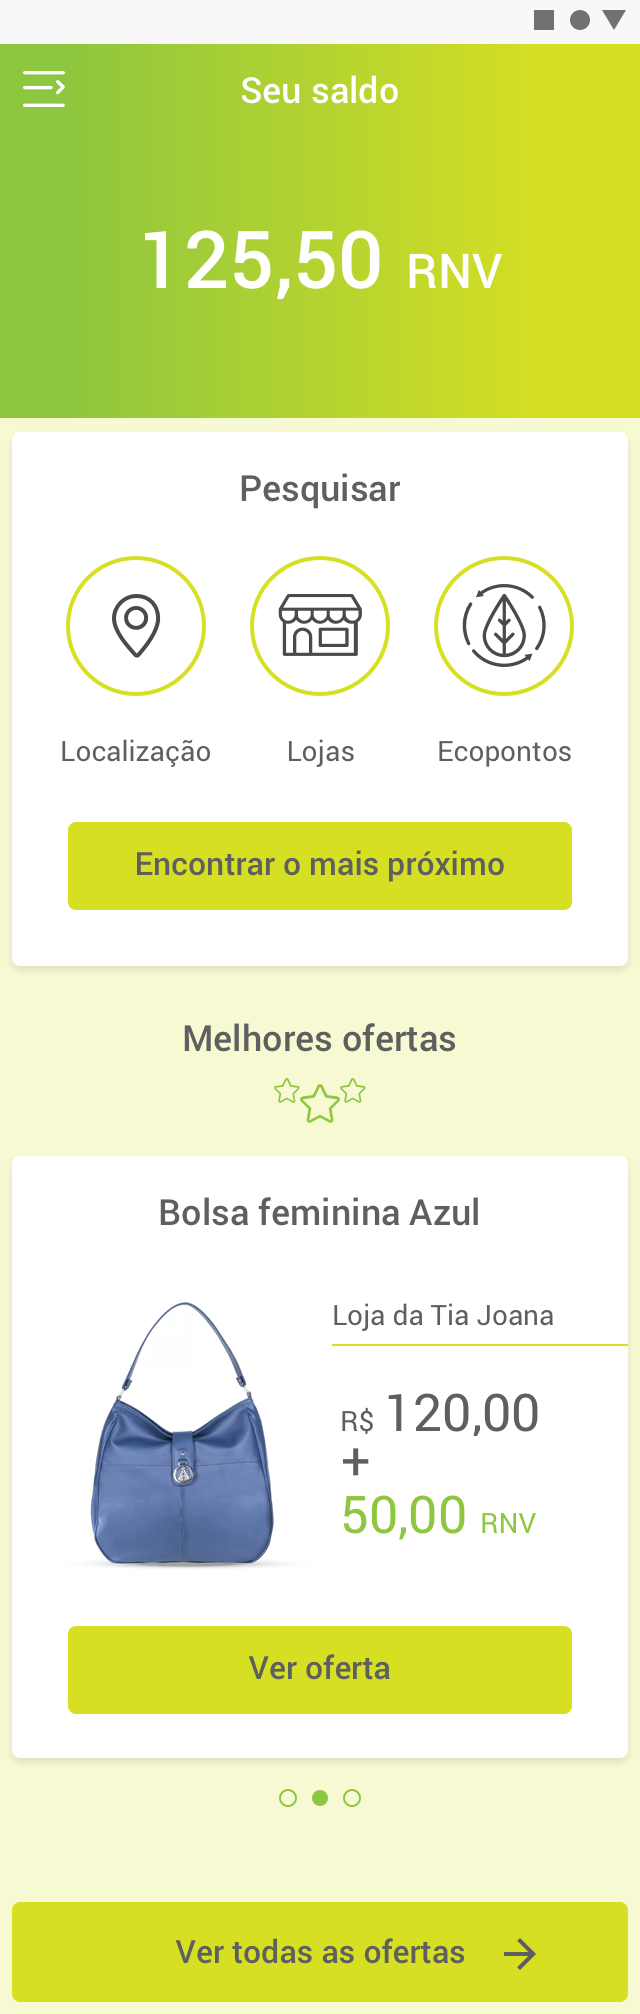 Seu saldo
125,50 RNV
Pesquisar
Localização
Lojas
Ecopontos
Encontrar o mais próximo
Melhores ofertas
Bolsa feminina Azul
Loja da Tia Joana
R$ 120,00
+
50,00 RNV
Ver oferta
Ver todas as ofertas